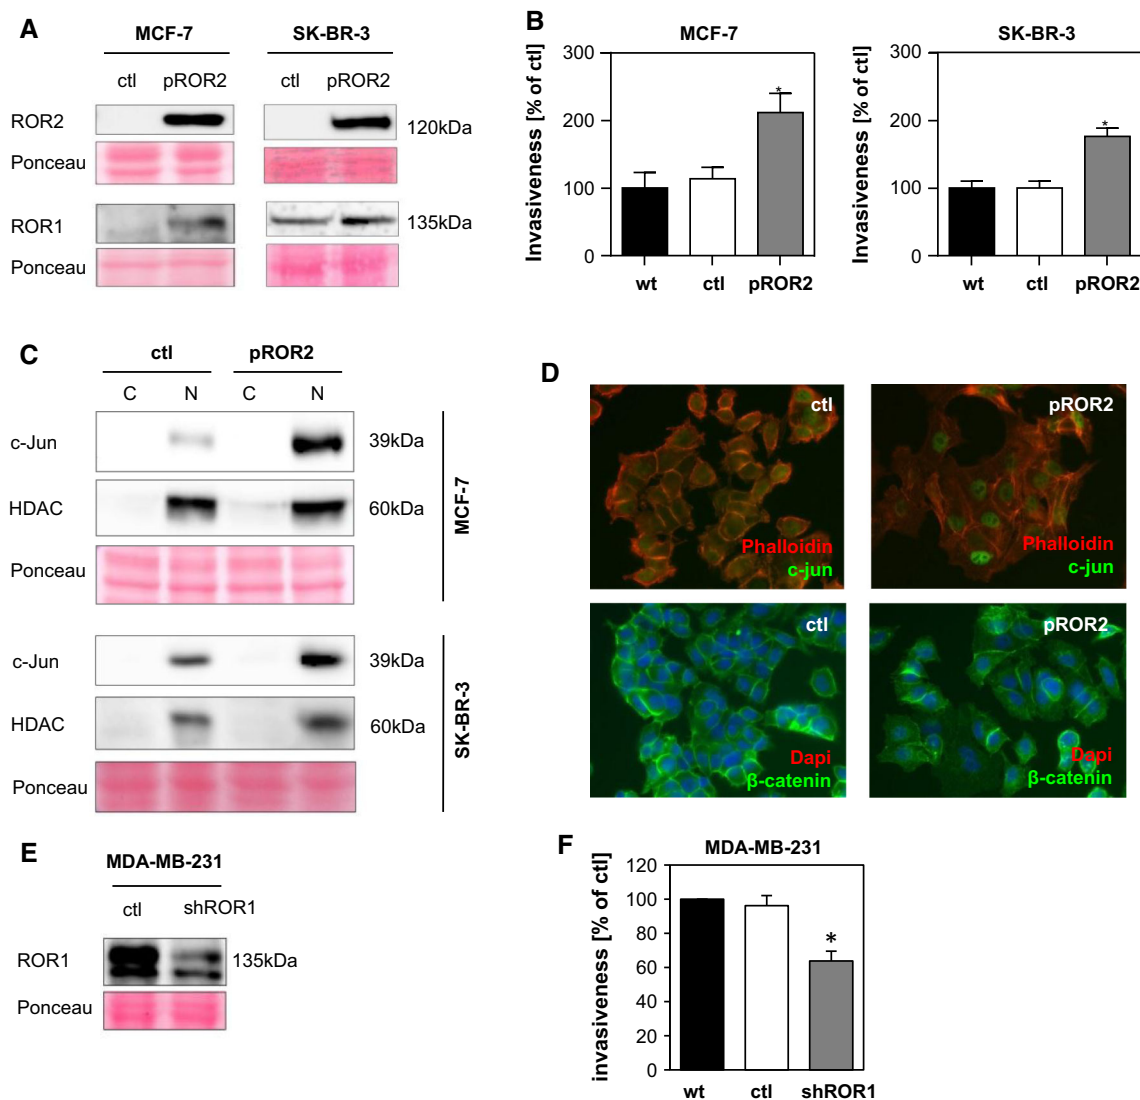 A
MCF-7
SK-BR-3
ctl pROR2
ctl pROR2
ROR2
120kDa
Ponceau
ROR1
135kDa
Ponceau
B
MCF-7
Invasiveness [% of ctl]
300
200
100
0
*
wt ctl pROR2
SK-BR-3
Invasiveness [% of ctl]
300
200
100
0
*
wt ctl pROR2
C
ctl pROR2
C N C N
c-Jun
39kDa
HDAC
60kDa
Ponceau
MCF-7
c-Jun
39kDa
HDAC
60kDa
Ponceau
SK-BR-3
D
ctl
Phalloidin
c-jun
pROR2
Phalloidin
c-jun
ctl
Dapi
β-catenin
pROR2
Dapi
β-catenin
E
MDA-MB-231
ctl shROR1
ROR1
135kDa
Ponceau
F
MDA-MB-231
invasiveness [% of ctl]
120
100
80
60
40
20
0
*
wt ctl shROR1